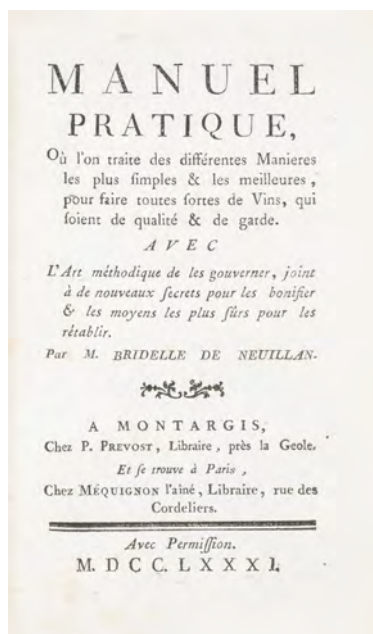 MANUEL
PRATIQUE,
Où l'on traite des différentes Manieres
les plus ſimples & les meilleures,
pour faire toutes ſortes de Vins, qui
ſoient de qualité & de garde.
AVEC
L'Art méthodique de les gouverner, joint
à de nouveaux ſecrets pour les bonifier
& les moyens les plus ſûrs pour les
rétablir.
Par M. BRIDELLE DE NEUILLAN.
A MONTARGIS,
Chez P. PREVOST, Libraire, près la Geole.
Et ſe trouve à Paris,
Chez MÉQUIGNON l'aîné, Libraire, rue des
Cordeliers.
Avec Permiſſion.
M. DCC. LXXXI.